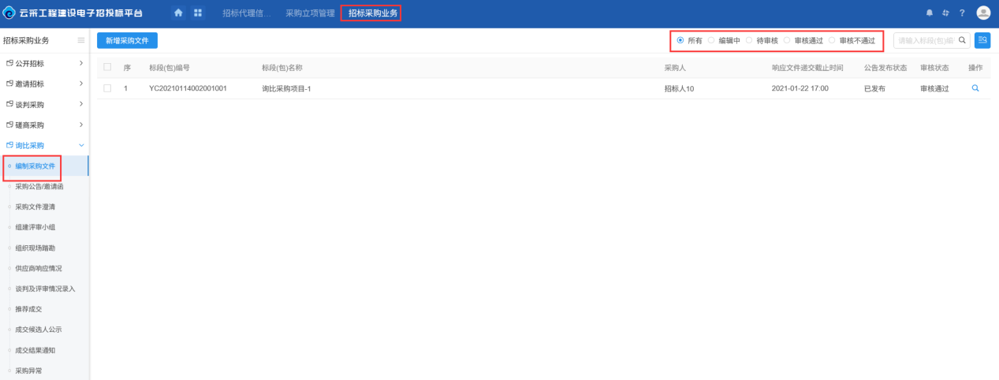 云采工程建设电子招投标平台 招标代理信... 采购立项管理 招标采购业务 ?
招标采购业务 新增采购文件 所有 编辑中 待审核 审核通过 审核不通过 请输入标段(包)编
公开招标
序 标段(包)编号 标段(包)名称 采购人 响应文件递交截止时间 公告发布状态 审核状态 操作
邀请招标
1 YC20210114002001001 询比采购项目-1 招标人10 2021-01-22 17:00 已发布 审核通过
谈判采购
磋商采购
询比采购
编制采购文件
采购公告/邀请函
采购文件澄清
组建评审小组
组织现场踏勘
供应商响应情况
谈判及评审情况录入
推荐成交
成交候选人公示
成交结果通知
采购异常